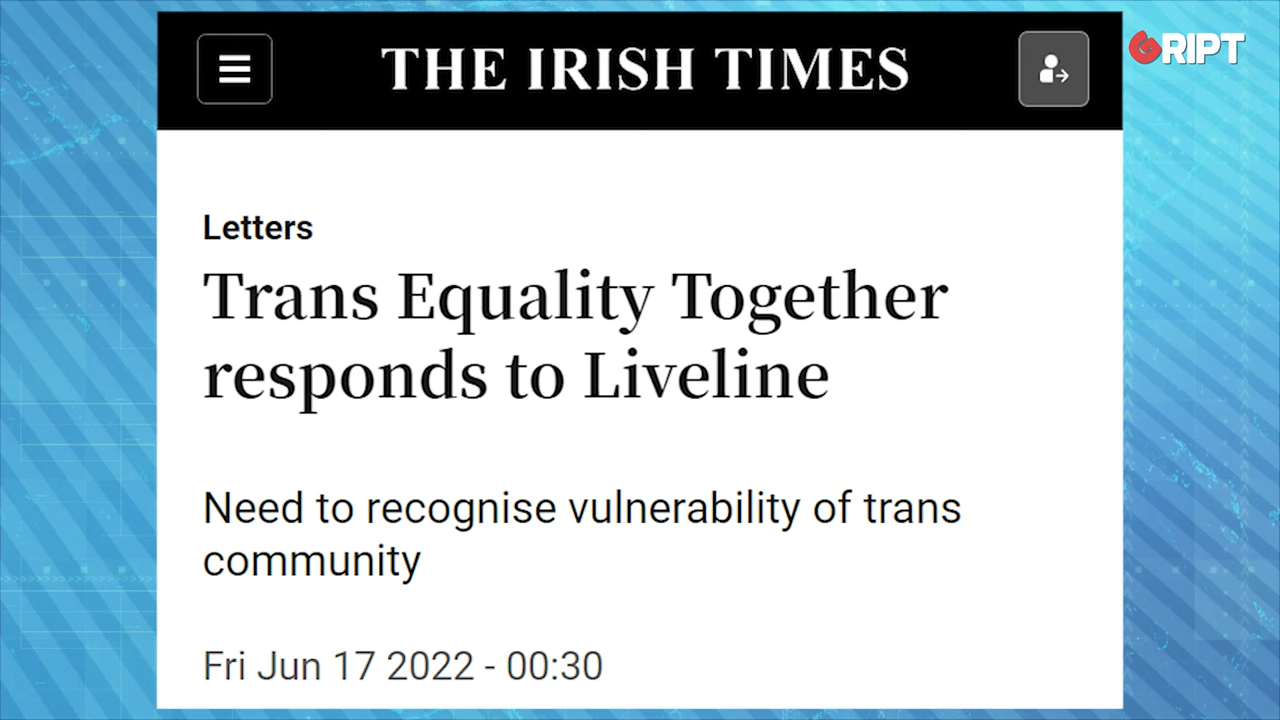 THE IRISH TIMES
GRIPT
Letters
Trans Equality Together
responds to Liveline
Need to recognise vulnerability of trans
community
Fri Jun 17 2022 - 00:30